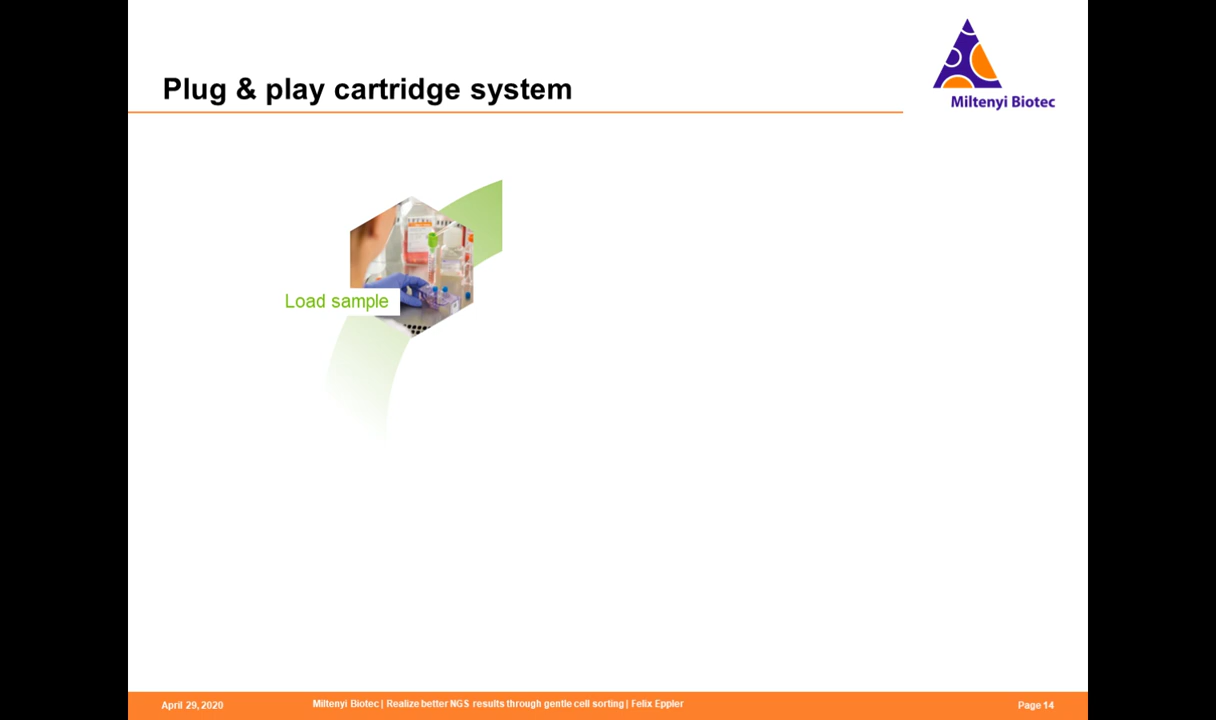 Plug & play cartridge system
Miltenyi Biotec
Load sample
April 29, 2020
Miltenyi Biotec | Realize better NGS results through gentle cell sorting | Felix Eppler
Page 14